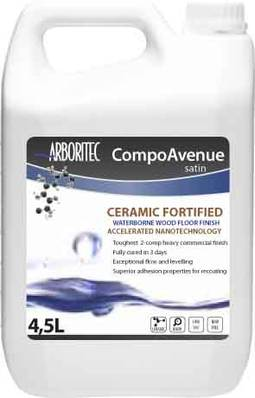 ARBORITEC
CompoAvenue
satin
CERAMIC FORTIFIED
WATERBORNE WOOD FLOOR FINISH
ACCELERATED NANOTECHNOLOGY
Toughest 2-comp heavy commercial finish
Fully cured in 3 days
Exceptional flow and levelling
Superior adhesion properties for recoating
4,5L